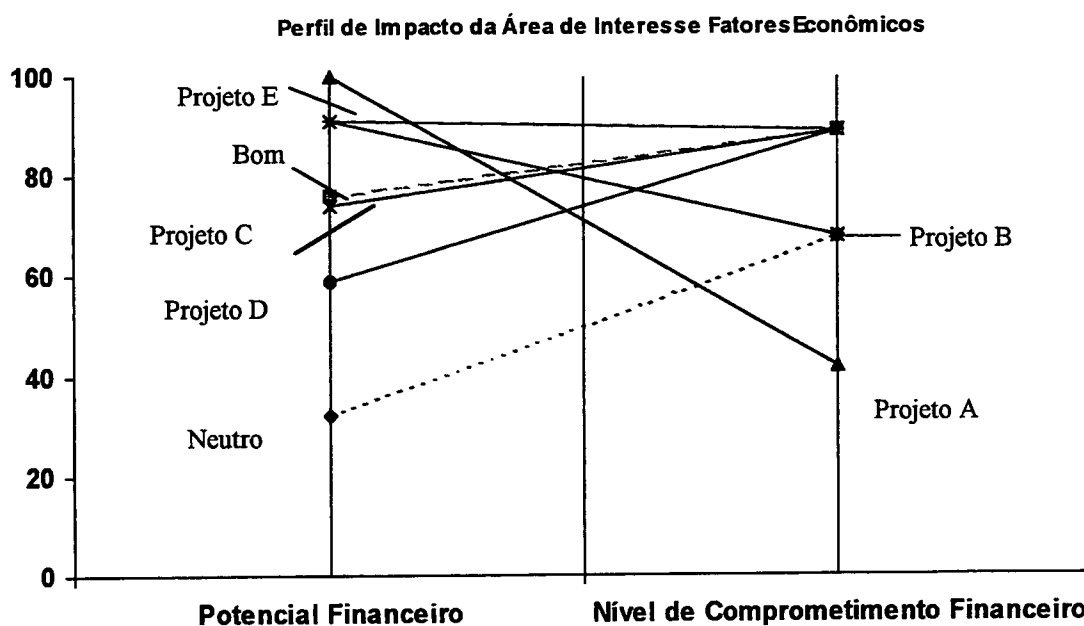 Perfil de Impacto da Área de Interesse Fatores Econômicos
100
80
60
40
20
0
Projeto E
Bom
Projeto C
Projeto D
Neutro
Projeto B
Projeto A
Potencial Financeiro
Nível de Comprometimento Financeiro